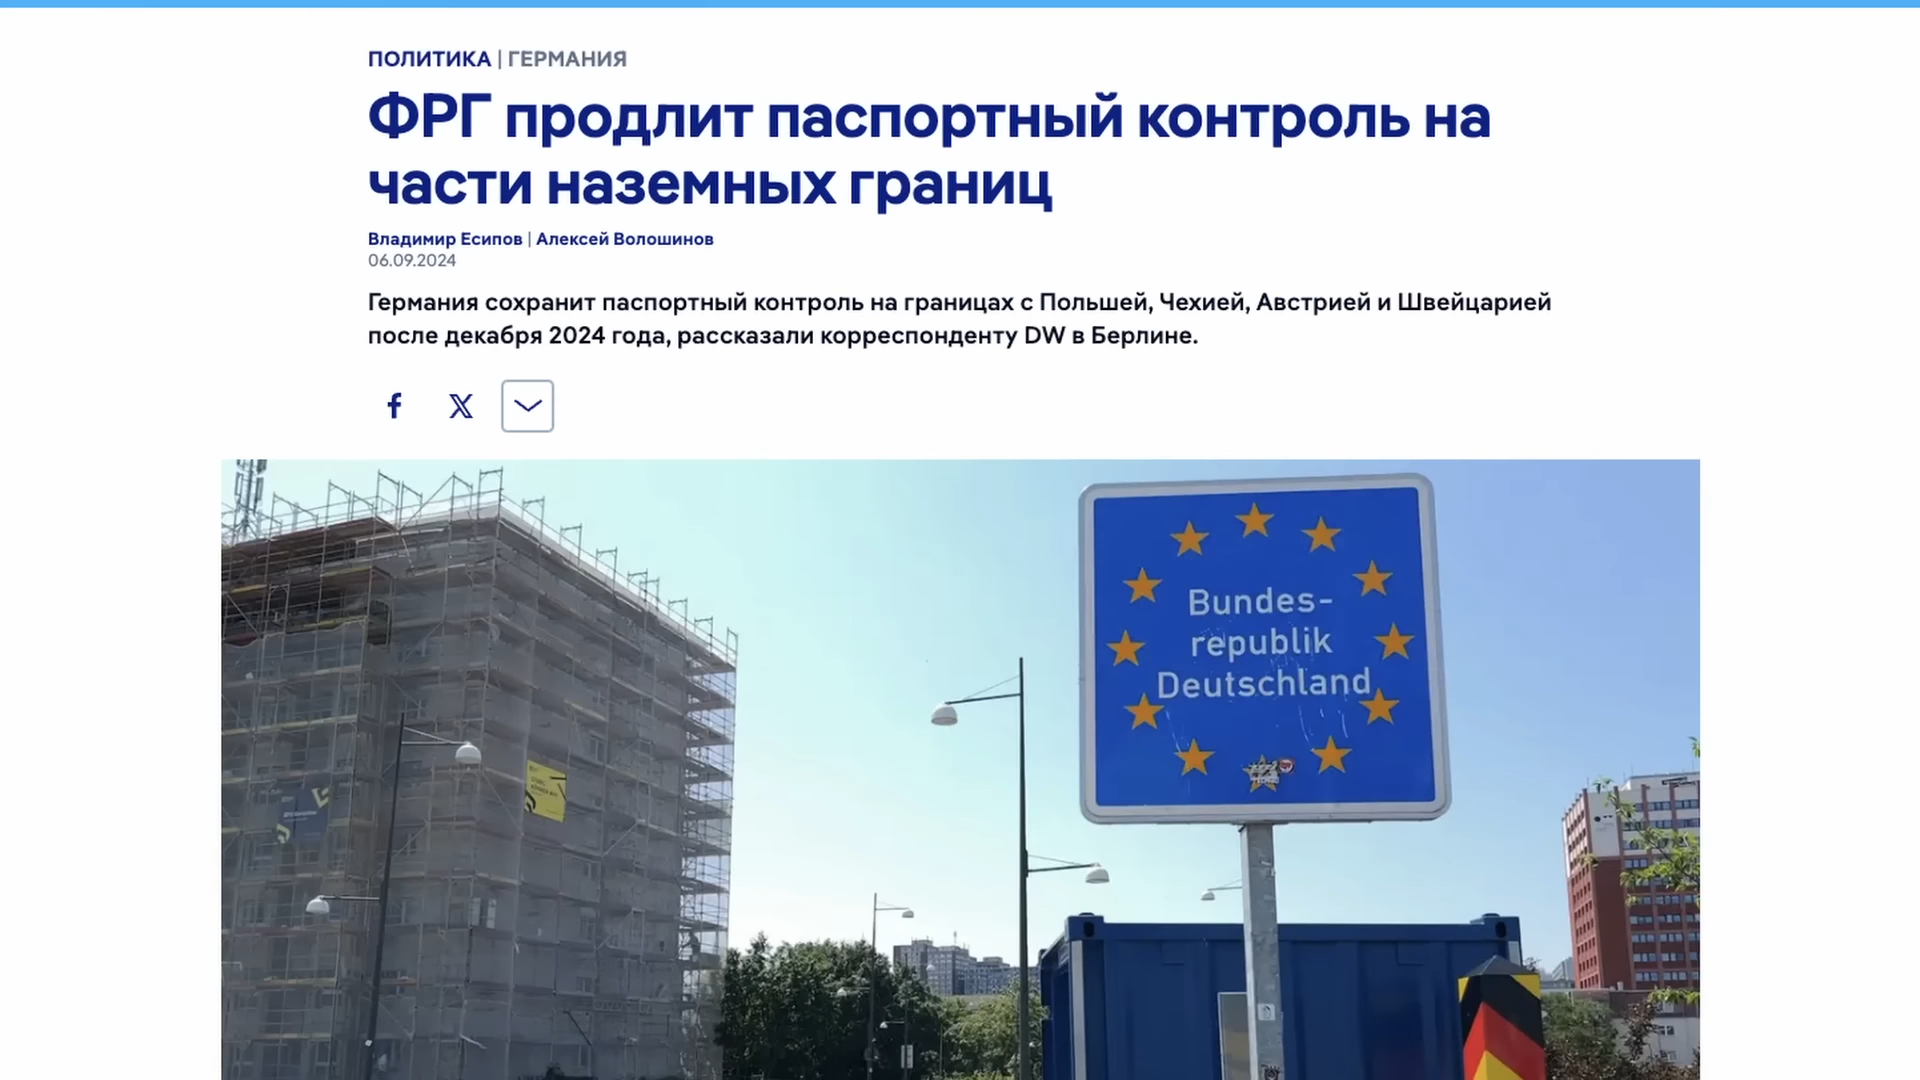 ПОЛИТИКА | ГЕРМАНИЯ
ФРГ продлит паспортный контроль на
части наземных границ
Владимир Есипов | Алексей Волошинов
06.09.2024
Германия сохранит паспортный контроль на границах с Польшей, Чехией, Австрией и Швейцарией
после декабря 2024 года, рассказали корреспонденту DW в Берлине.
Bundes-
republik
Deutschland